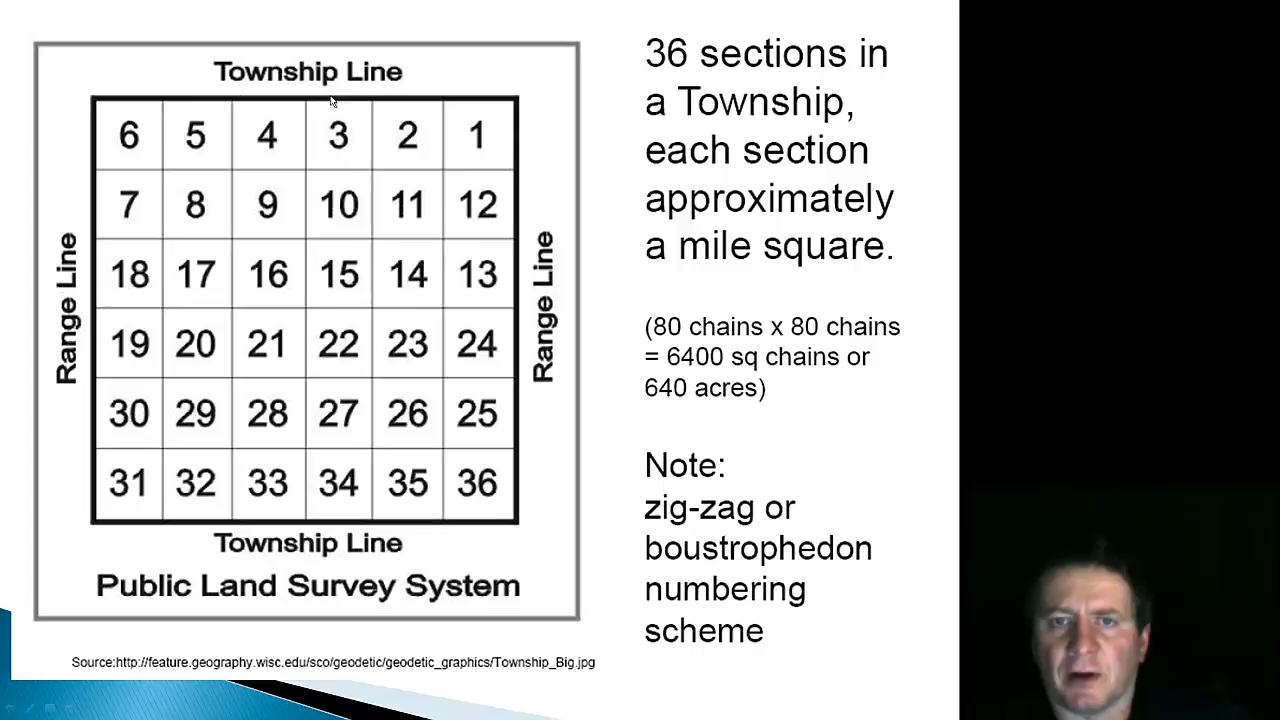 Township Line
6 5 4 3 2 1
7 8 9 10 11 12
18 17 16 15 14 13
19 20 21 22 23 24
30 29 28 27 26 25
31 32 33 34 35 36
Range Line
Range Line
Township Line
Public Land Survey System
Source:http://feature.geography.wisc.edu/sco/geodetic/geodetic_graphics/Township_Big.jpg
36 sections in
a Township,
each section
approximately
a mile square.
(80 chains x 80 chains
= 6400 sq chains or
640 acres)
Note:
zig-zag or
boustrophedon
numbering
scheme